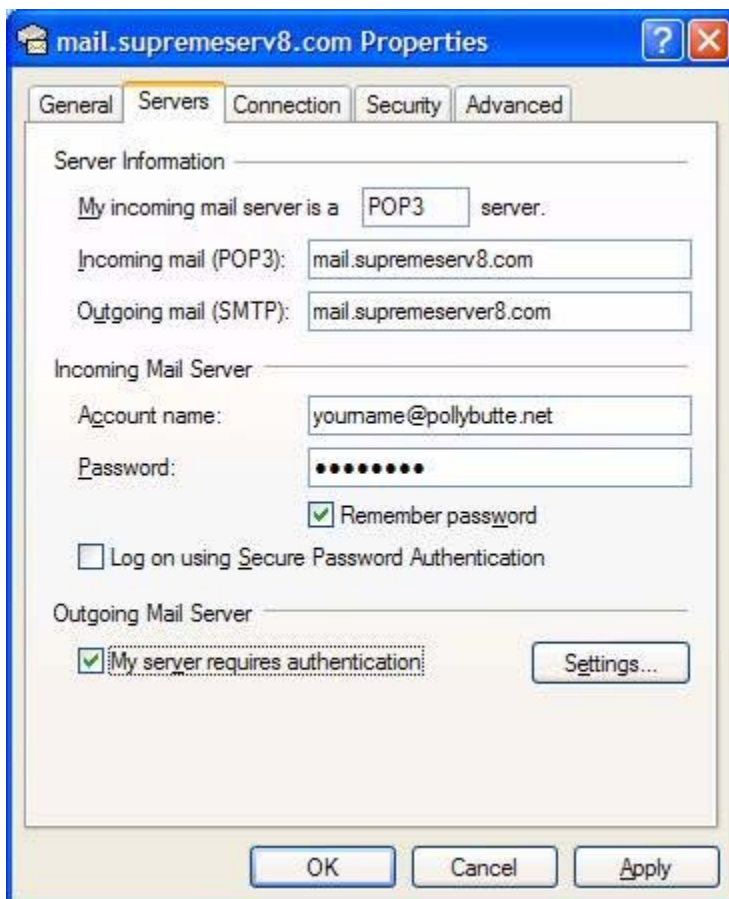 mail.supremeserv8.com Properties
General Servers Connection Security Advanced
Server Information
My incoming mail server is a POP3 server.
Incoming mail (POP3): mail.supremeserv8.com
Outgoing mail (SMTP): mail.supremeserver8.com
Incoming Mail Server
Account name: yourname@pollybutte.net
Password: ●●●●●●●●
Remember password
Log on using Secure Password Authentication
Outgoing Mail Server
My server requires authentication Settings...
OK Cancel Apply